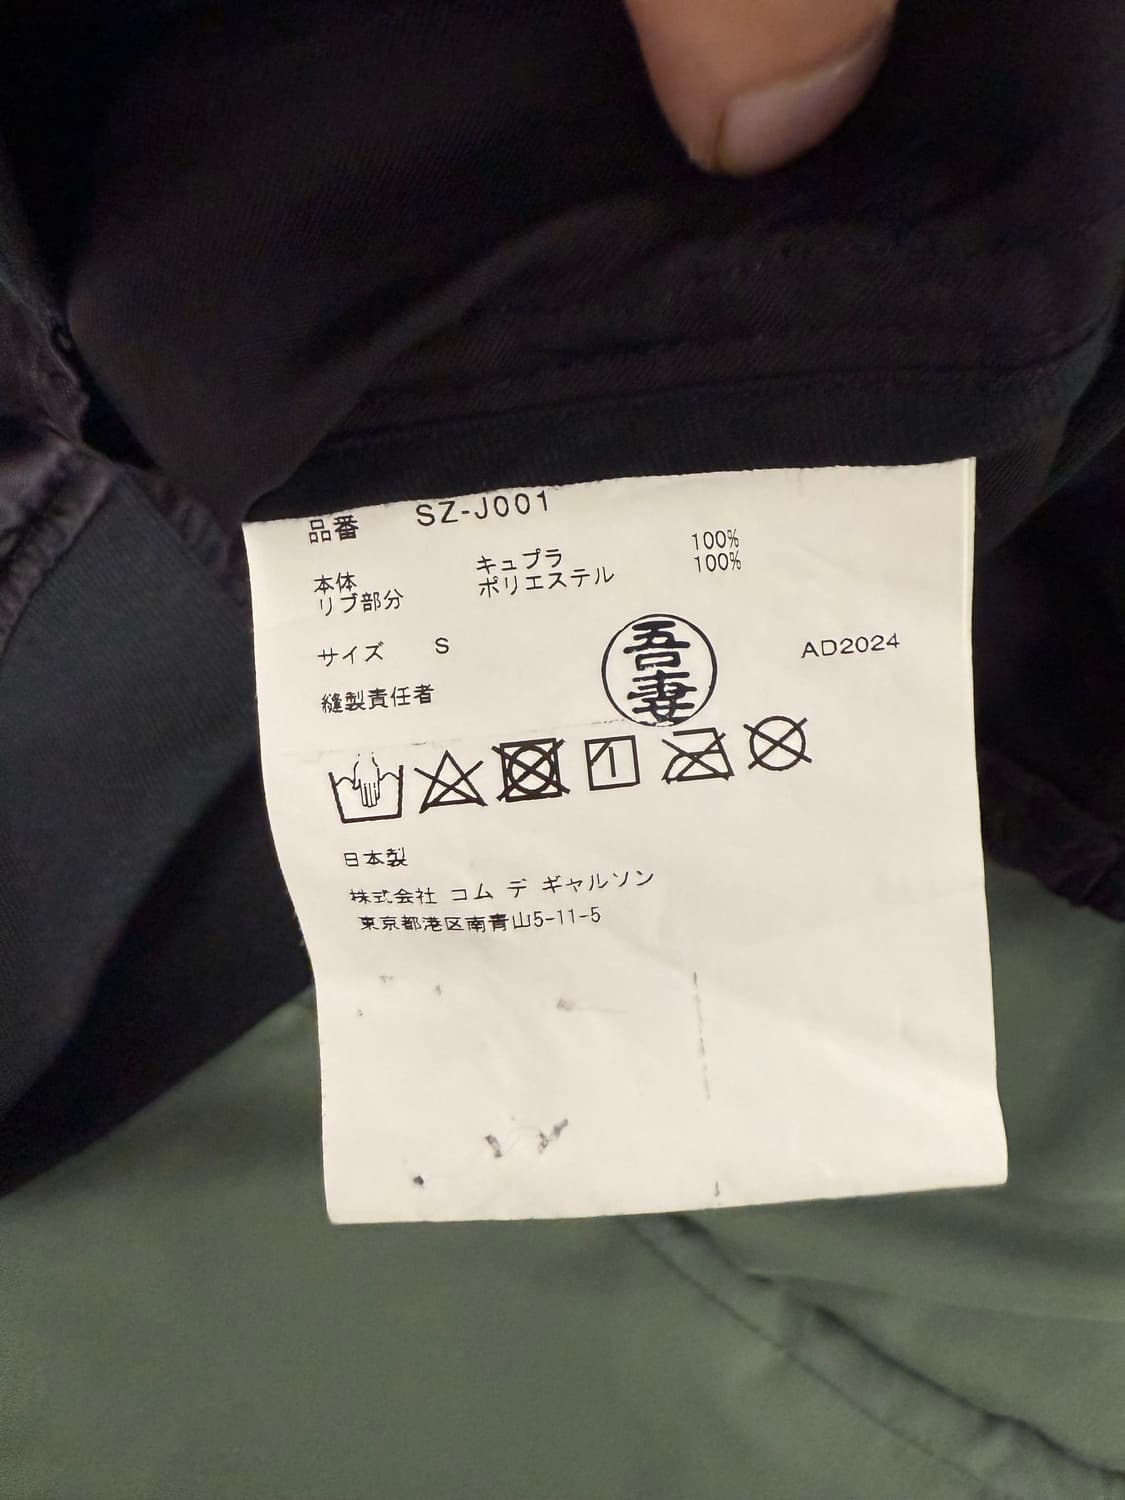 品番 SZ-J001
本体 キュプラ 100%
リブ部分 ポリエステル 100%
サイズ S 吾妻 AD2024
縫製責任者
日本製
株式会社 コム デ ギャルソン
東京都港区南青山5-11-5